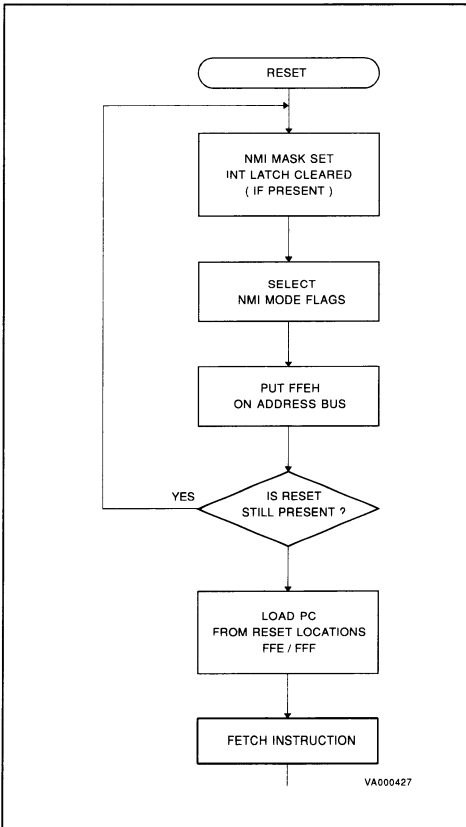 RESET
NMI MASK SET
INT LATCH CLEARED
( IF PRESENT )
SELECT
NMI MODE FLAGS
PUT FFEH
ON ADDRESS BUS
YES
IS RESET
STILL PRESENT ?
LOAD PC
FROM RESET LOCATIONS
FFE / FFF
FETCH INSTRUCTION
VA000427